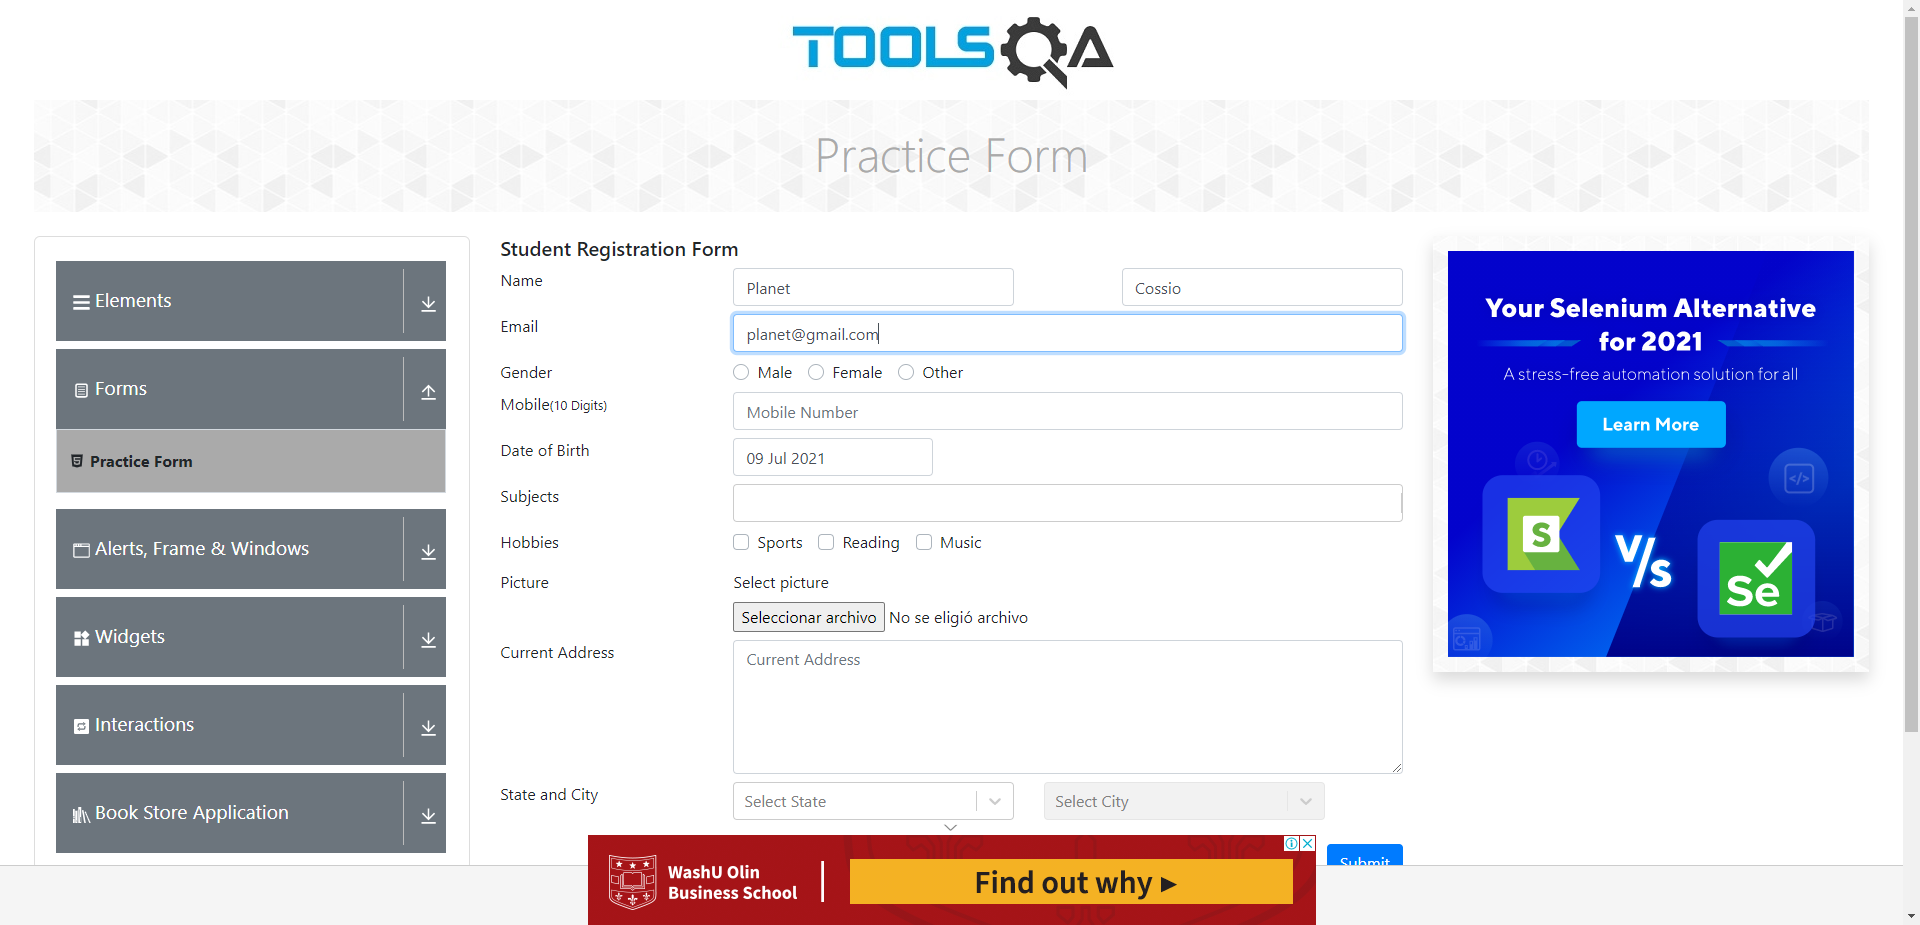 TOOLSQA
Practice Form
Elements
Forms
Practice Form
Alerts, Frame & Windows
Widgets
Interactions
Book Store Application
Student Registration Form
Name
Planet
Cossio
Email
planet@gmail.com
Gender
Male
Female
Other
Mobile(10 Digits)
Mobile Number
Date of Birth
09 Jul 2021
Subjects
Hobbies
Sports
Reading
Music
Picture
Select picture
Seleccionar archivo No se eligió archivo
Current Address
Current Address
State and City
Select State
Select City
Submit
Your Selenium Alternative
for 2021
A stress-free automation solution for all
Learn More
S
V/s
Se
</>
WashU Olin
Business School
Find out why ▸